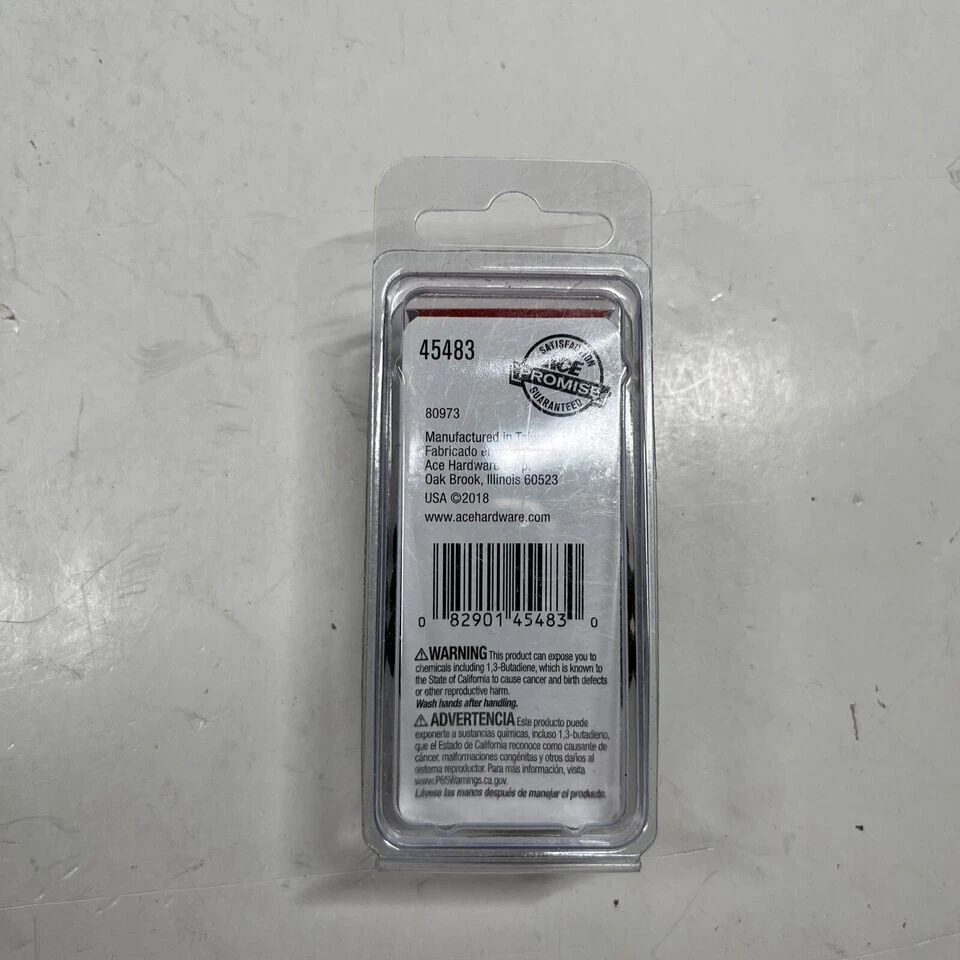 45483
SATISFACTION
ACE
PROMISE
GUARANTEED
80973
Manufactured in
Fabricado
Ace Hardware
Oak Brook, Illinois 60523
USA ©2018
www.acehardware.com
0 82901 45483 0
⚠WARNING This product can expose you to
chemicals including 1,3-Butadiene, which is known to
the State of California to cause cancer and birth defects
or other reproductive harm.
Wash hands after handling.
⚠ ADVERTENCIA Este producto puede
exponerte a sustancias químicas, incluso 1,3-butadieno,
que el Estado de California reconoce como causante de
cáncer, malformaciones congénitas y otros daños al
sistema reproductor. Para más información, visita
www.P65Warnings.ca.gov
Lávese las manos después de manejar el producto.